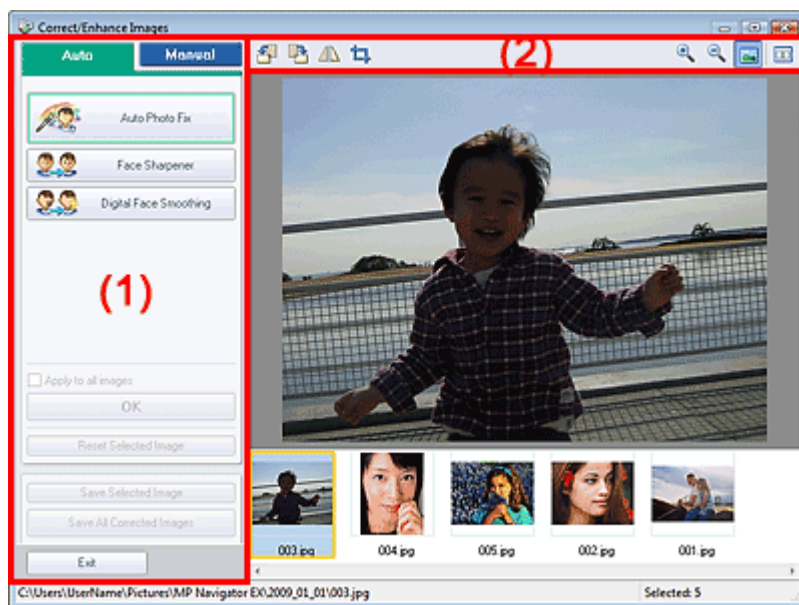 Correct/Enhance Images
Auto Manual
(2)
Auto Photo Fix
Face Sharpener
Digital Face Smoothing
(1)
Apply to all images
OK
Reset Selected Image
Save Selected Image
Save All Corrected Images
Exit
003.jpg 004.jpg 005.jpg 002.jpg 001.jpg
C:\Users\UserName\Pictures\MP Navigator EX\2009_01_01\003.jpg Selected: 5